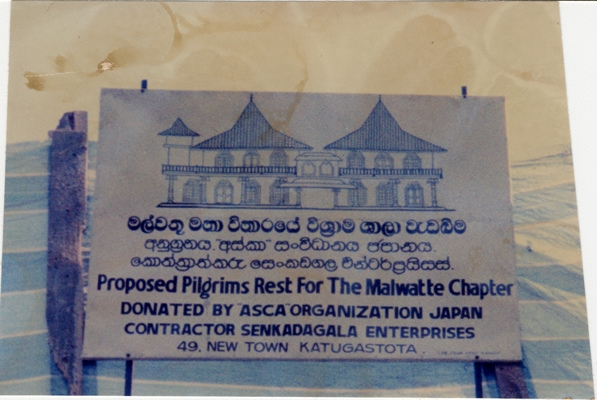 මල්වතු මහා විහාරයේ විශ්‍රාම ශාලා වැඩබිම
අනුග්‍රහය. "අස්කා" සංවිධානය ජපානය.
කොන්ත්‍රාත්කරු සෙංකඩගල එන්ටර්ප්‍රයිසස්.
Proposed Pilgrims Rest For The Malwatte Chapter
DONATED BY "ASCA" ORGANIZATION JAPAN
CONTRACTOR SENKADAGALA ENTERPRISES
49, NEW TOWN KATUGASTOTA